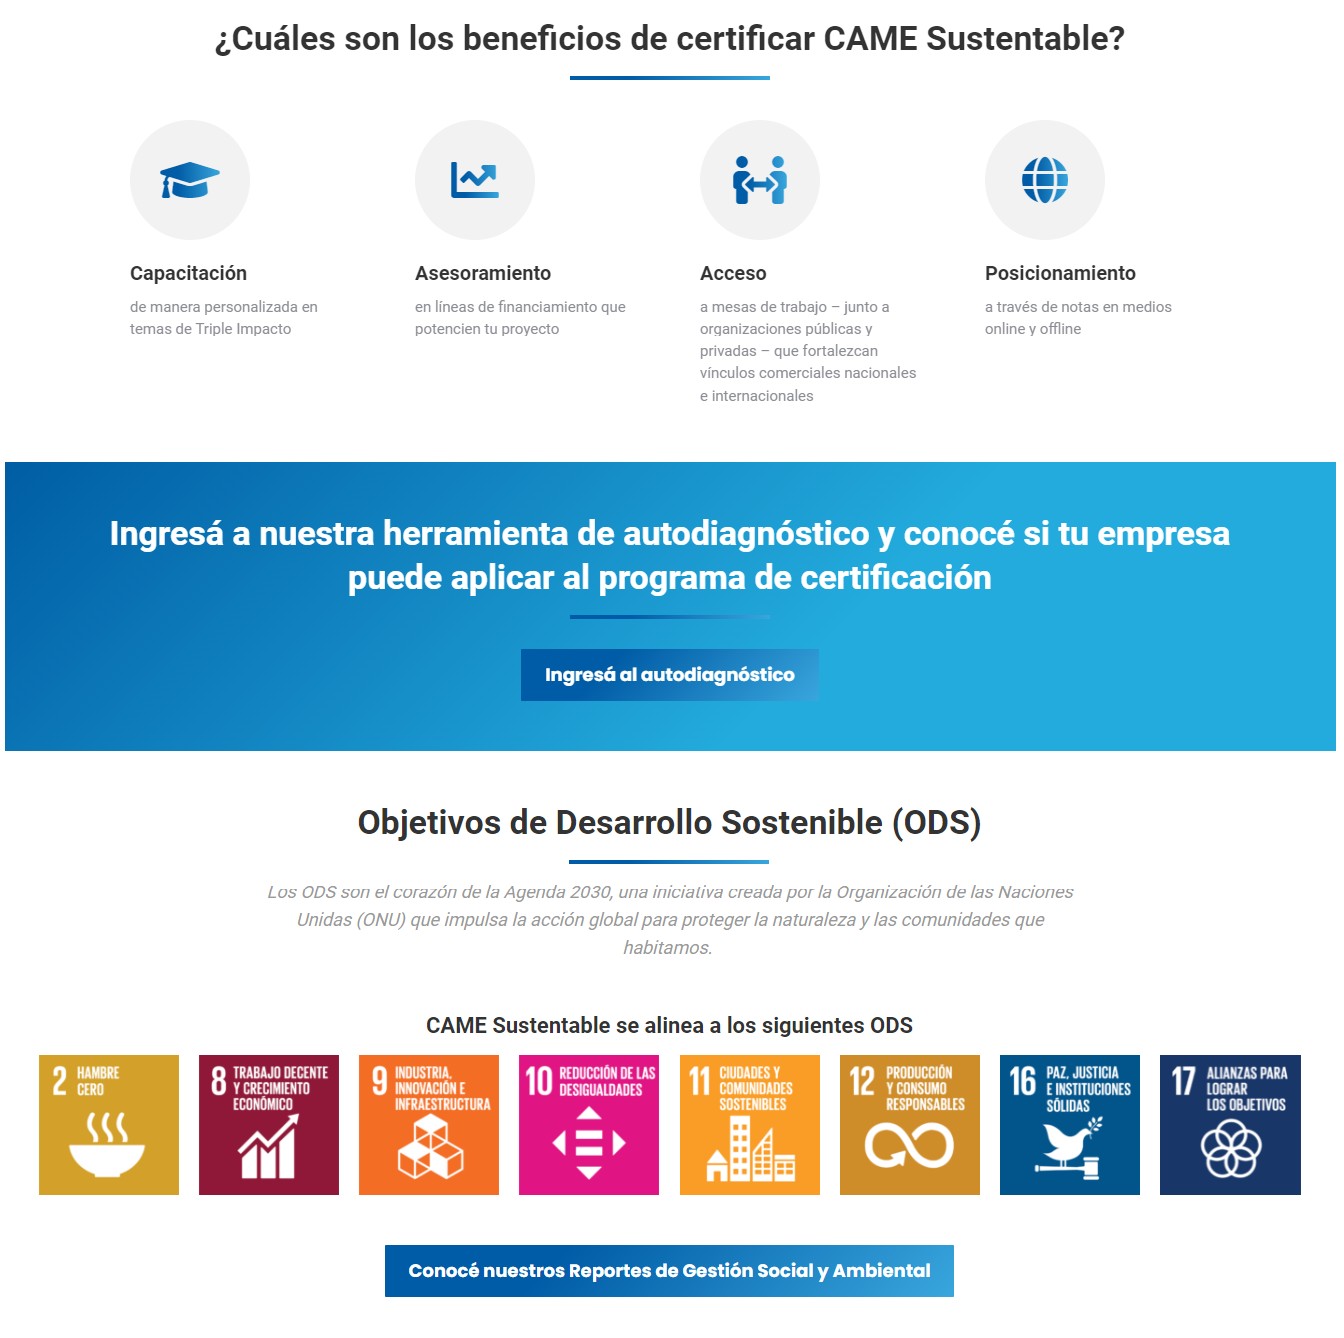 ¿Cuáles son los beneficios de certificar CAME Sustentable?
Capacitación
de manera personalizada en
temas de Triple Impacto
Asesoramiento
en líneas de financiamiento que
potencien tu proyecto
Acceso
a mesas de trabajo – junto a
organizaciones públicas y
privadas – que fortalezcan
vínculos comerciales nacionales
e internacionales
Posicionamiento
a través de notas en medios
online y offline
Ingresá a nuestra herramienta de autodiagnóstico y conocé si tu empresa
puede aplicar al programa de certificación
Ingresá al autodiagnóstico
Objetivos de Desarrollo Sostenible (ODS)
Los ODS son el corazón de la Agenda 2030, una iniciativa creada por la Organización de las Naciones
Unidas (ONU) que impulsa la acción global para proteger la naturaleza y las comunidades que
habitamos.
CAME Sustentable se alinea a los siguientes ODS
2 HAMBRE
CERO
8 TRABAJO DECENTE
Y CRECIMIENTO
ECONÓMICO
9 INDUSTRIA,
INNOVACIÓN E
INFRAESTRUCTURA
10 REDUCCIÓN DE LAS
DESIGUALDADES
11 CIUDADES Y
COMUNIDADES
SOSTENIBLES
12 PRODUCCIÓN
Y CONSUMO
RESPONSABLES
16 PAZ, JUSTICIA
E INSTITUCIONES
SÓLIDAS
17 ALIANZAS PARA
LOGRAR
LOS OBJETIVOS
Conocé nuestros Reportes de Gestión Social y Ambiental